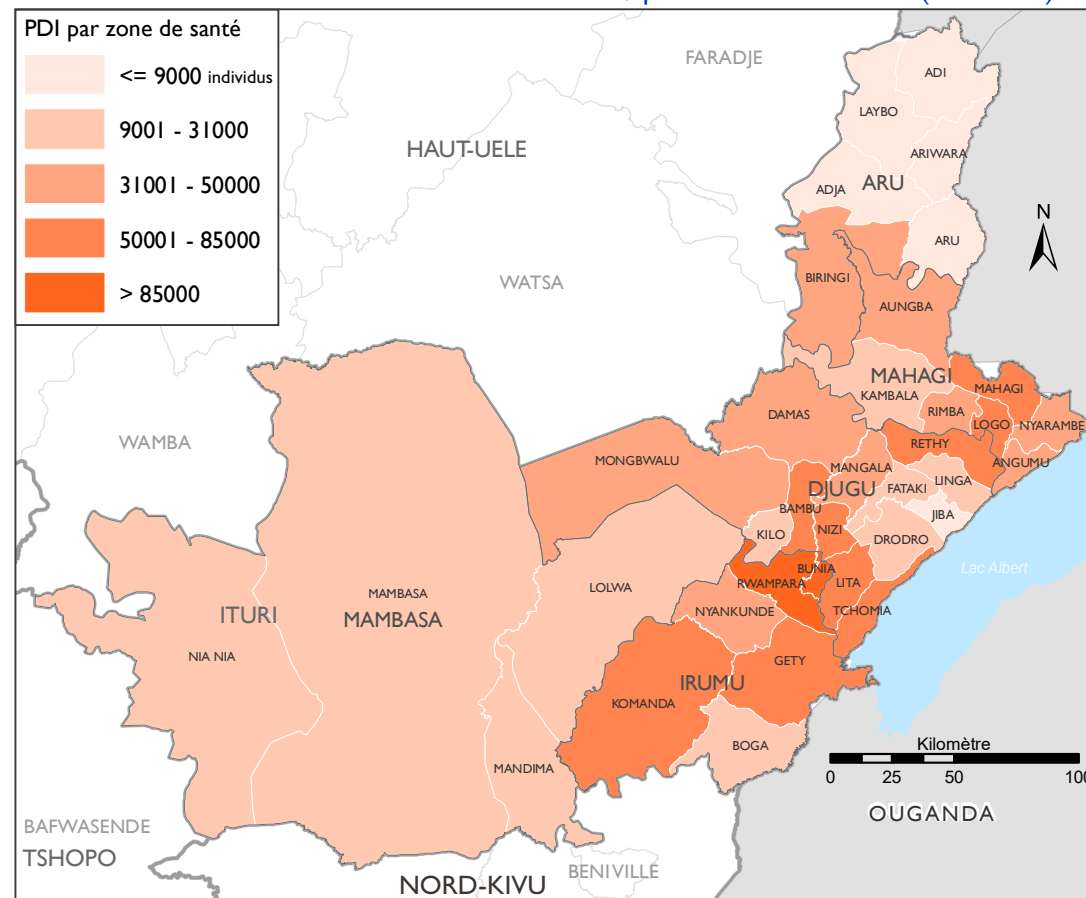 PDI par zone de santé
<= 9000 individus
9001 - 31000
31001 - 50000
50001 - 85000
> 85000
FARADJE
ADI
LAYBO
HAUT-UELE
ARIWARA
ADJA
ARU
N
ARU
WATSA
BIRINGI
AUNGBA
MAHAGI
MAHAGI
KAMBALA
RIMBA
DAMAS
LOGO
NYARAMBE
WAMBA
RETHY
MONGBWALU
MANGALA
ANGUMU
LINGA
DJUGU
FATAKI
BAMBU
JIBA
NIZI
KILO
DRODRO
BUNIA
Lac Albert
RWAMPARA
LITA
LOLWA
MAMBASA
NYANKUNDE
TCHOMIA
ITURI
MAMBASA
NIA NIA
GETY
IRUMU
KOMANDA
BOGA
Kilomètre
MANDIMA
0 25 50 100
OUGANDA
BAFWASENDE
TSHOPO
BENIVILLE
NORD-KIVU